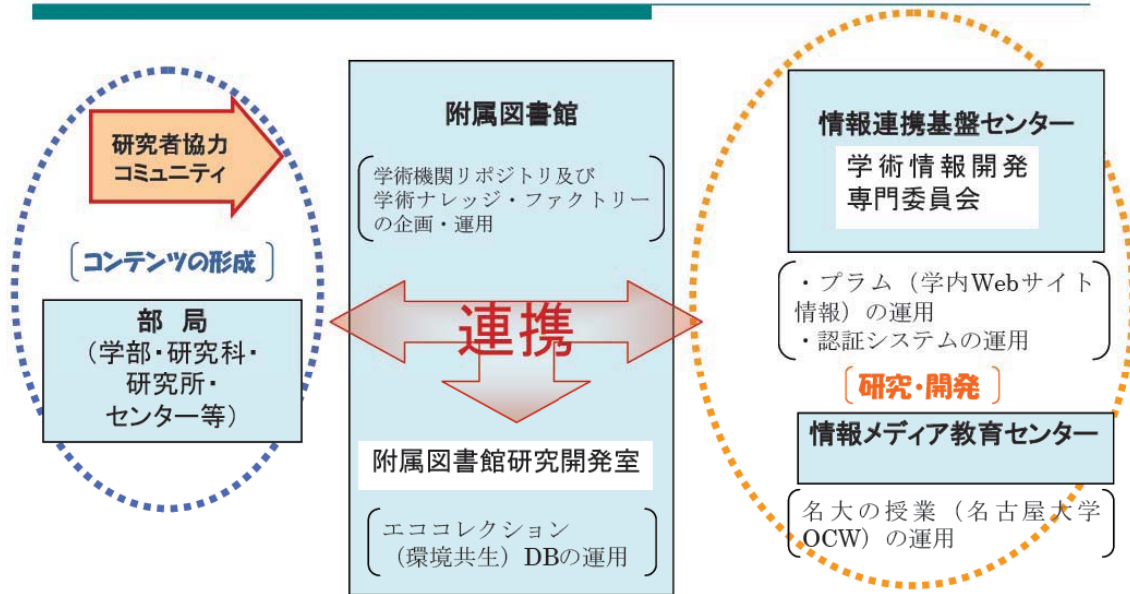 研究者協力
コミュニティ
コンテンツの形成
部 局
（学部・研究科・
研究所・
センター等）
附属図書館
学術機関リポジトリ及び
学術ナレッジ・ファクトリー
の企画・運用
連携
附属図書館研究開発室
エココレクション
（環境共生）DBの運用
情報連携基盤センター
学術情報開発
専門委員会
・プラム（学内Webサイト
情報）の運用
・認証システムの運用
研究・開発
情報メディア教育センター
名大の授業（名古屋大学
OCW）の運用